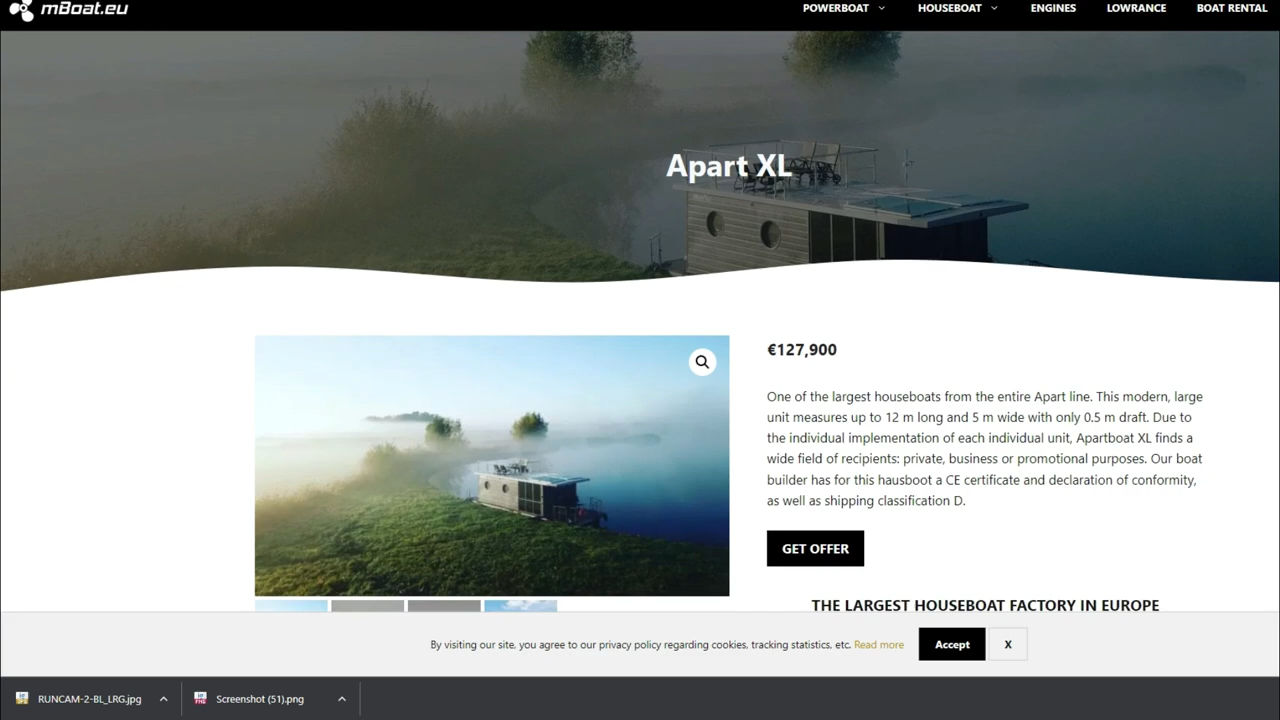 mBoat.eu
POWERBOAT
HOUSEBOAT
ENGINES
LOWRANCE
BOAT RENTAL
Apart XL
€127,900
One of the largest houseboats from the entire Apart line. This modern, large
unit measures up to 12 m long and 5 m wide with only 0.5 m draft. Due to
the individual implementation of each individual unit, Apartboat XL finds a
wide field of recipients: private, business or promotional purposes. Our boat
builder has for this hausboot a CE certificate and declaration of conformity,
as well as shipping classification D.
GET OFFER
THE LARGEST HOUSEBOAT FACTORY IN EUROPE
By visiting our site, you agree to our privacy policy regarding cookies, tracking statistics, etc. Read more
Accept
X
RUNCAM-2-BL_LRG.jpg
Screenshot (51).png